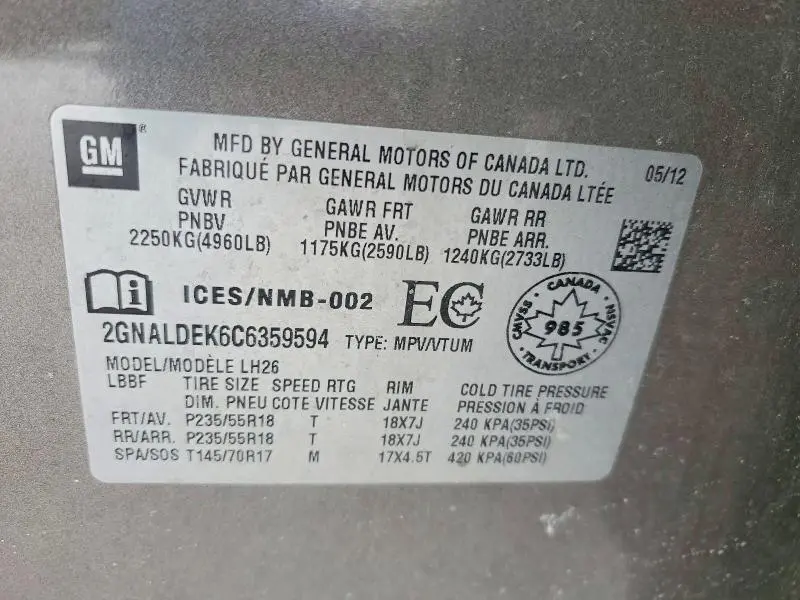 GM®
MFD BY GENERAL MOTORS OF CANADA LTD. 05/12
FABRIQUÉ PAR GENERAL MOTORS DU CANADA LTÉE
GVWR GAWR FRT GAWR RR
PNBV PNBE AV. PNBE ARR.
2250KG(4960LB) 1175KG(2590LB) 1240KG(2733LB)
i ICES/NMB-002 EC
CANADA
CMVSS 985 NSVAC
TRANSPORT
2GNALDEK6C6359594 TYPE: MPV/VTUM
MODEL/MODÈLE LH26
LBBF TIRE SIZE SPEED RTG RIM COLD TIRE PRESSURE
DIM. PNEU COTE VITESSE JANTE PRESSION À FROID
FRT/AV. P235/55R18 T 18X7J 240 KPA(35PSI)
RR/ARR. P235/55R18 T 18X7J 240 KPA(35PSI)
SPA/SOS T145/70R17 M 17X4.5T 420 KPA(60PSI)